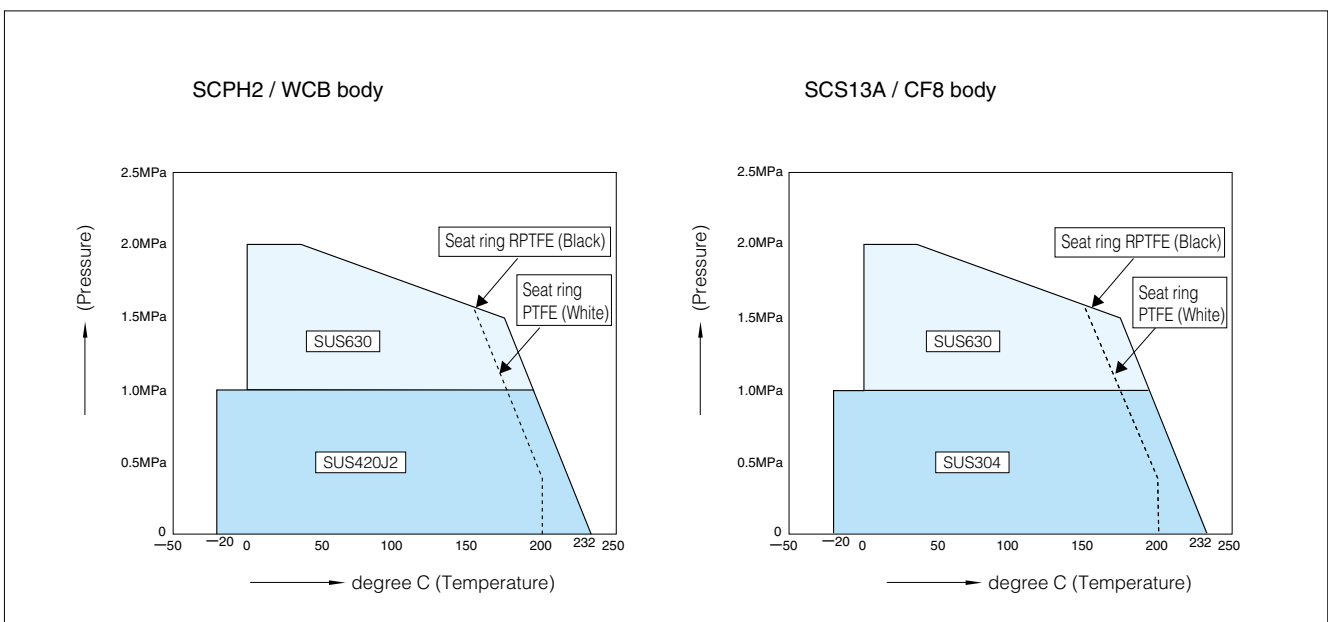 SCPH2 / WCB body
2.5MPa
2.0MPa
1.5MPa
1.0MPa
0.5MPa
0
(Pressure)
Seat ring RPTFE (Black)
Seat ring
PTFE (White)
SUS630
SUS420J2
—50
—20
0
50
100
150
200
232
250
degree C (Temperature)
SCS13A / CF8 body
2.5MPa
2.0MPa
1.5MPa
1.0MPa
0.5MPa
0
(Pressure)
Seat ring RPTFE (Black)
Seat ring
PTFE (White)
SUS630
SUS304
—50
—20
0
50
100
150
200
232
250
degree C (Temperature)